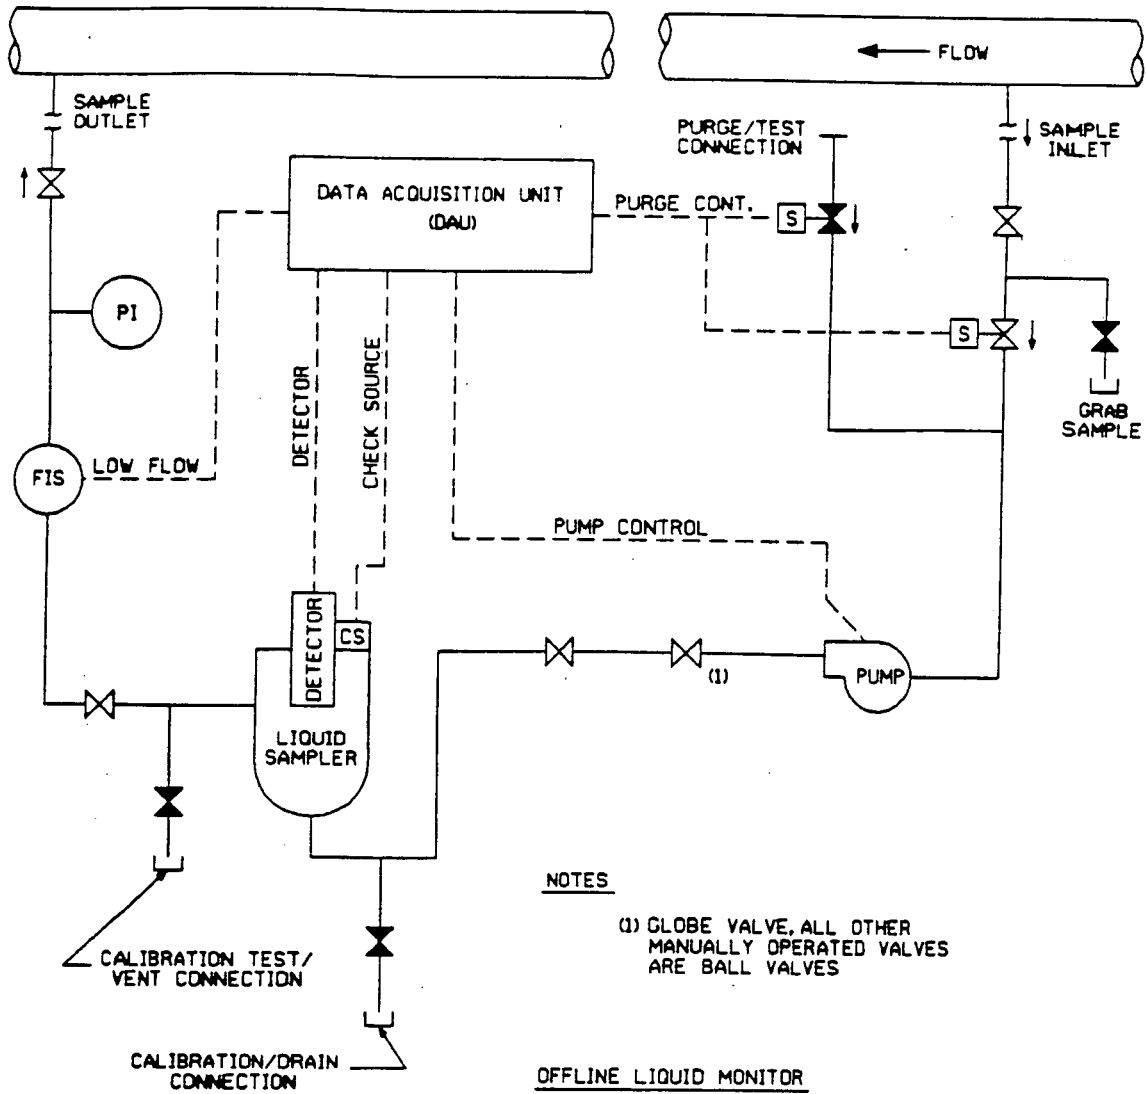 FLOW
SAMPLE
OUTLET
PURGE/TEST
CONNECTION
SAMPLE
INLET
DATA ACQUISITION UNIT
(DAU)
PURGE CONT.
S
PI
S
DETECTOR
CHECK SOURCE
GRAB
SAMPLE
FIS
LOW FLOW
PUMP CONTROL
DETECTOR
CS
(1)
PUMP
LIQUID
SAMPLER
NOTES
(1) GLOBE VALVE, ALL OTHER
MANUALLY OPERATED VALVES
ARE BALL VALVES
CALIBRATION TEST/
VENT CONNECTION
CALIBRATION/DRAIN
CONNECTION
OFFLINE LIQUID MONITOR